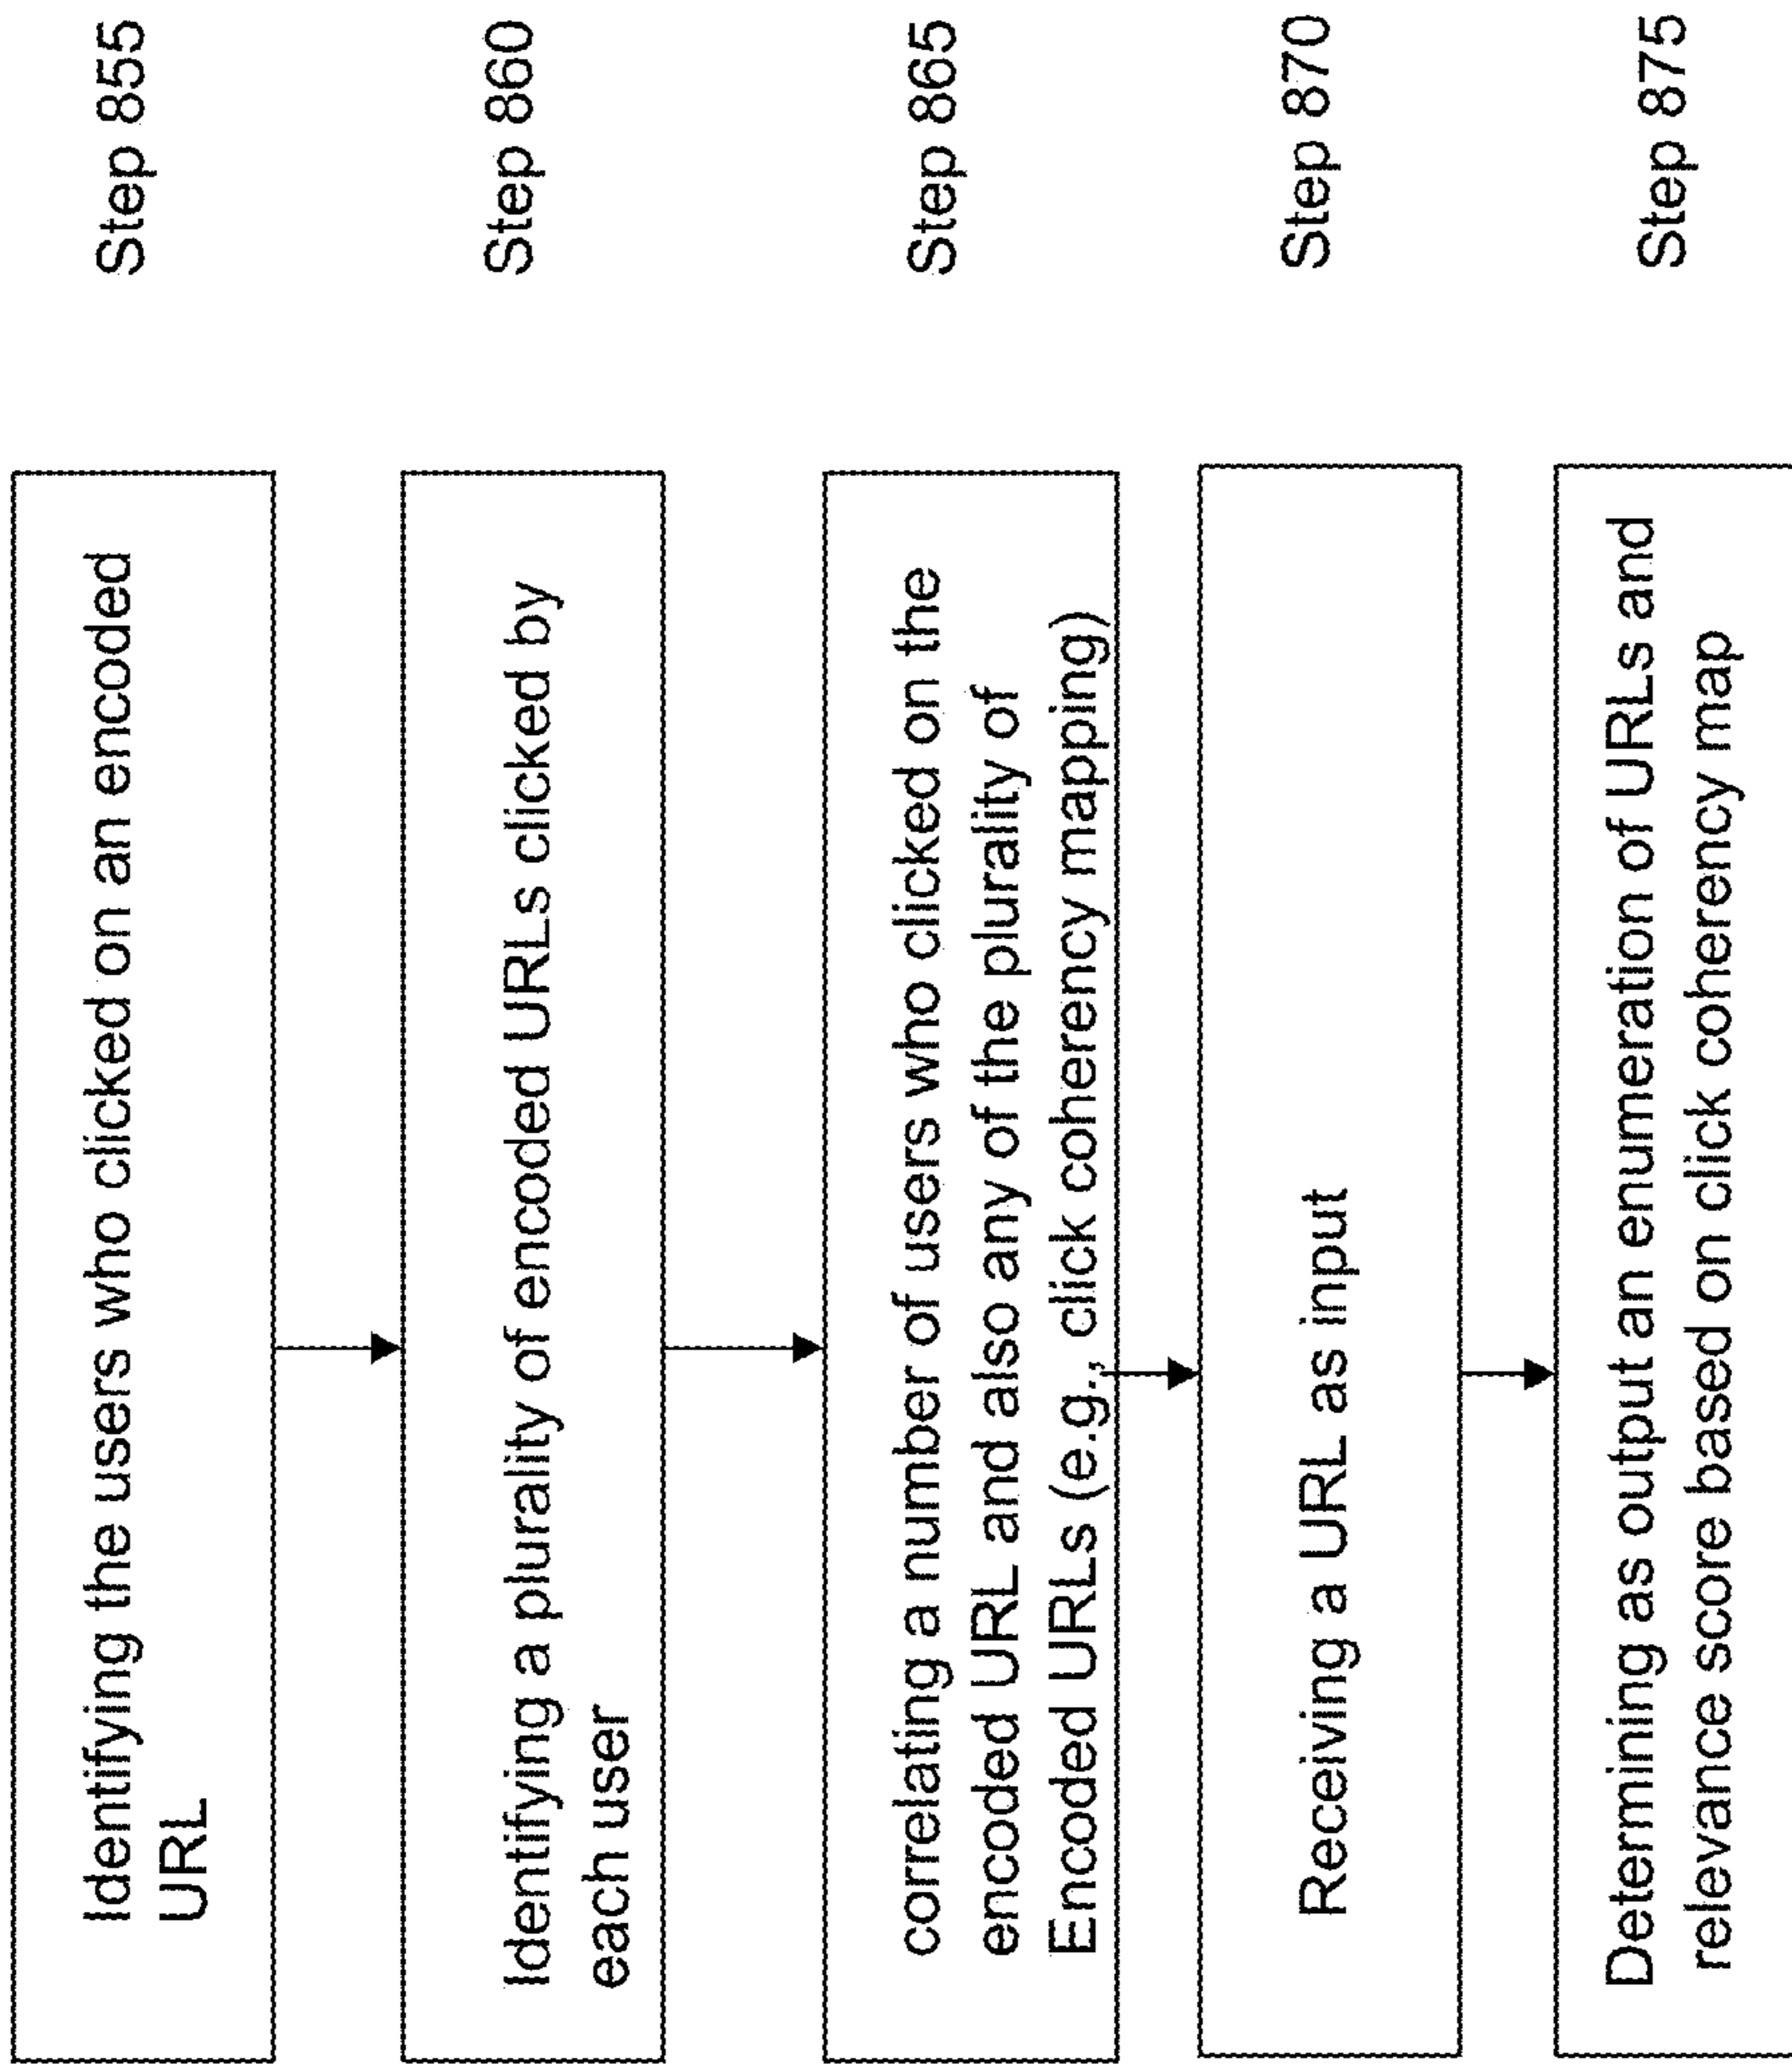 Identifying the users who clicked on an encoded
URL
Step 855
Identifying a plurality of encoded URLs clicked by
each user
Step 860
correlating a number of users who clicked on the
encoded URL and also any of the plurality of
Encoded URLs (e.g., click coherency mapping)
Step 865
Receiving a URL as input
Step 870
Determining as output an enumeration of URLs and
relevance score based on click coherency map
Step 875